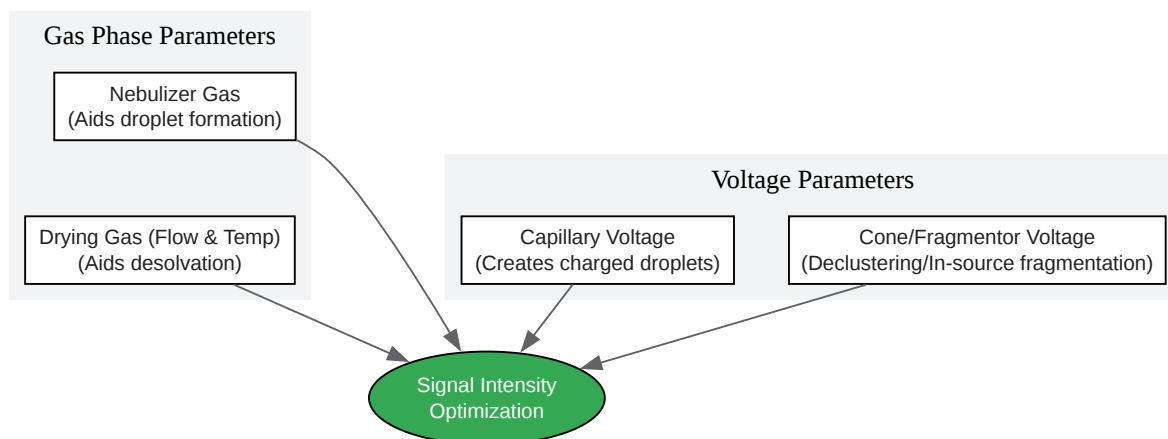 Gas Phase Parameters
Nebulizer Gas
(Aids droplet formation)
Drying Gas (Flow & Temp)
(Aids desolvation)
Voltage Parameters
Capillary Voltage
(Creates charged droplets)
Cone/Fragmentor Voltage
(Declustering/In-source fragmentation)
Signal Intensity
Optimization